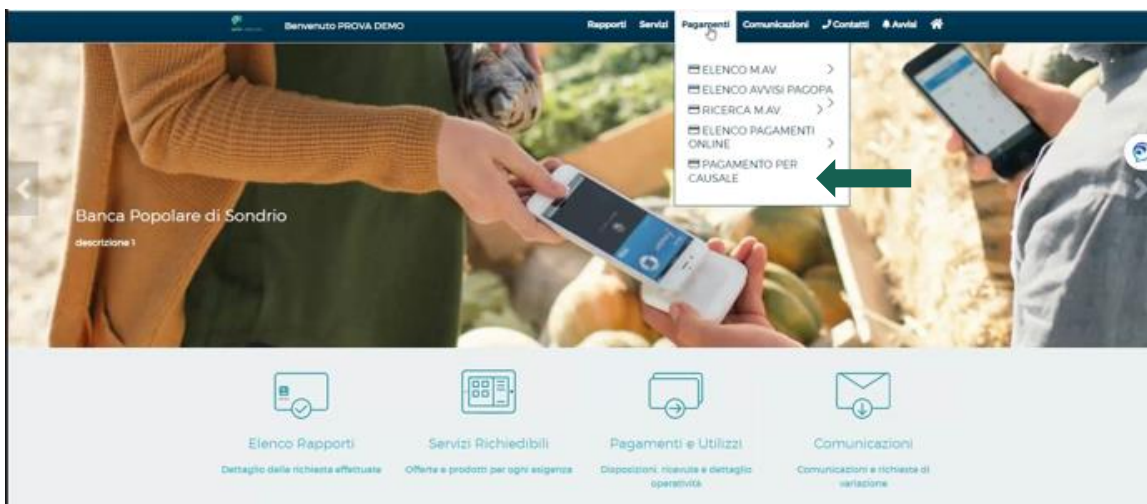 Benvenuto PROVA DEMO
Rapporti Servizi Pagamenti Comunicazioni Contatti Avvisi
ELENCO M.AV.
ELENCO AVVISI PAGOPA
RICERCA M.AV.
ELENCO PAGAMENTI
ONLINE
PAGAMENTO PER
CAUSALE
Banca Popolare di Sondrio
descrizione 1
Elenco Rapporti
Servizi Richiedibili
Pagamenti e Utilizzi
Comunicazioni
Dettaglio delle richieste effettuate
Offerte e prodotti per ogni esigenza
Disposizioni, ricevute e dettaglio
operatività
Comunicazioni e richieste di
variazione